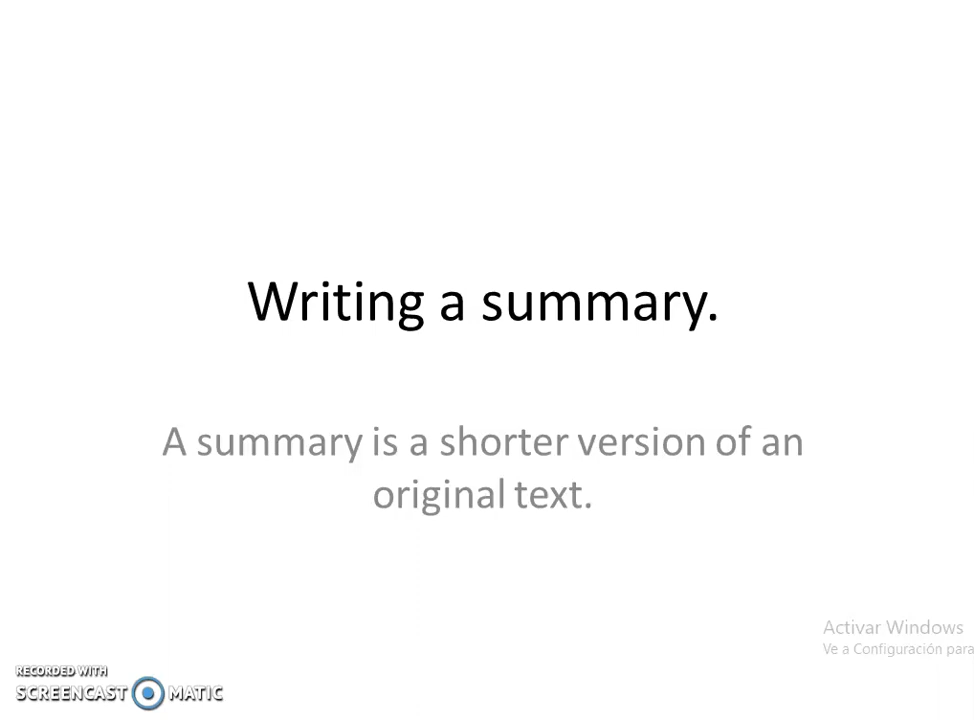 Writing a summary.
A summary is a shorter version of an
original text.
Activar Windows
Ve a Configuración para
RECORDED WITH
SCREENCAST MATIC